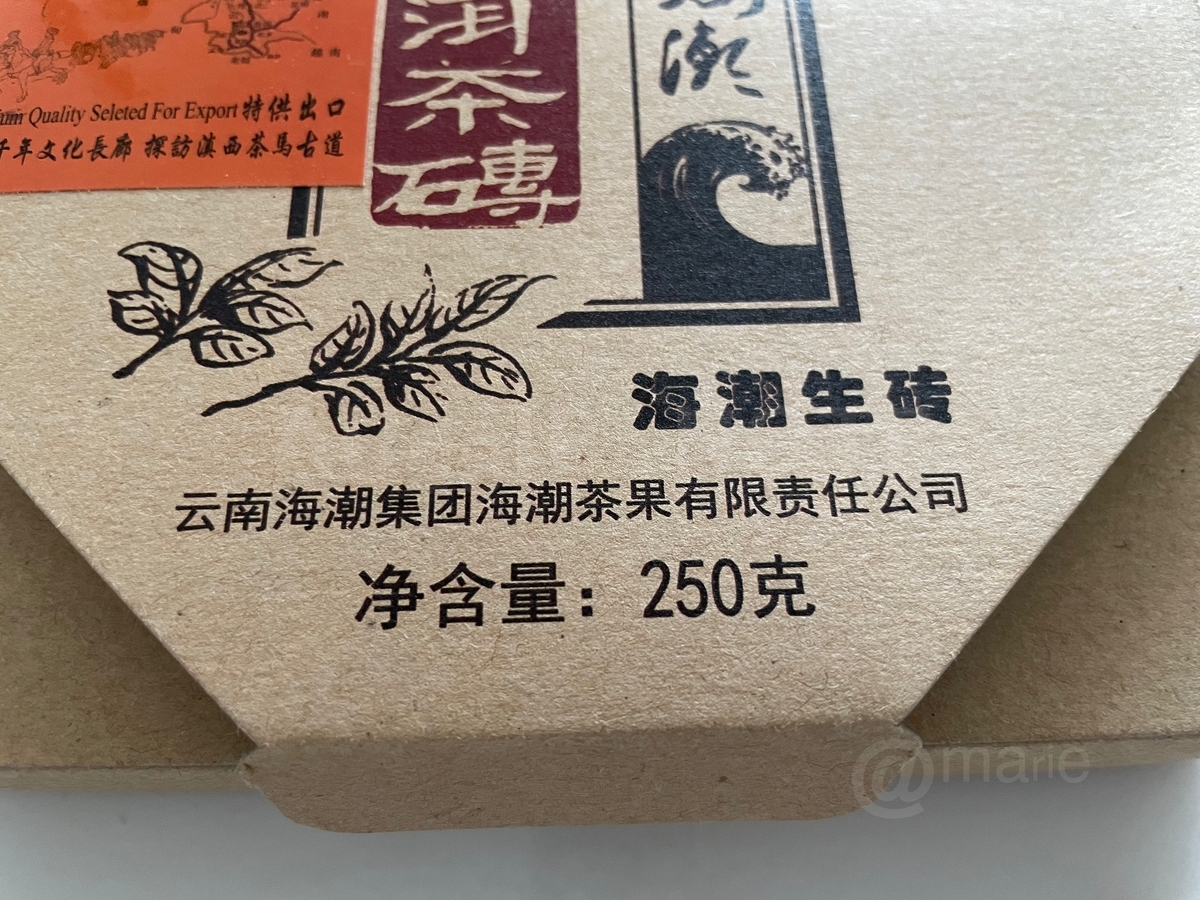 Quality Seleted For Export 特供出口
年文化長廊 探訪滇西茶馬古道
茶磚
潮
海潮生砖
云南海潮集团海潮茶果有限责任公司
净含量：250克
@marie